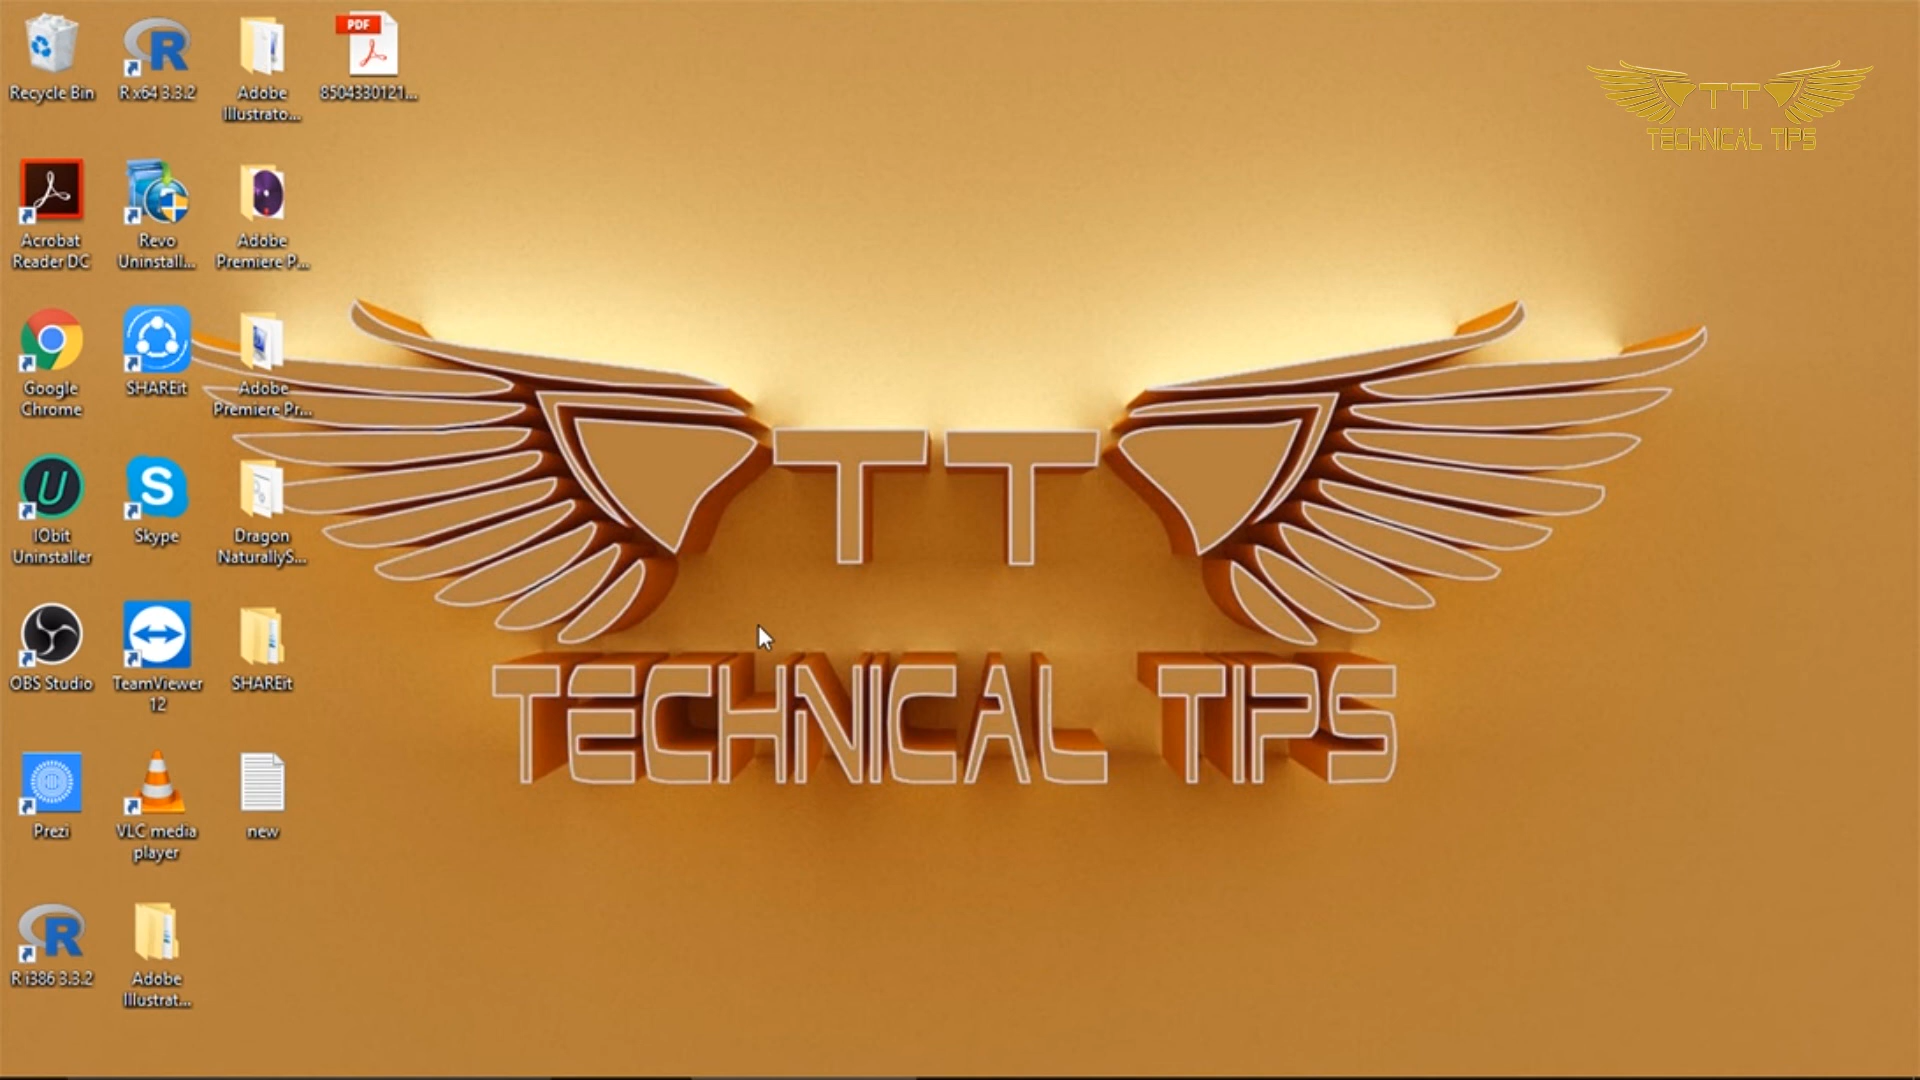 Recycle Bin
R x64 3.3.2
Adobe
Illustrato...
PDF
8504330121...
TT
TECHNICAL TIPS
Acrobat
Reader DC
Revo
Uninstall...
Adobe
Premiere P...
Google
Chrome
SHAREit
Adobe
Premiere Pr...
TT
IObit
Uninstaller
Skype
Dragon
NaturallyS...
OBS Studio
TeamViewer
12
SHAREit
TECHNICAL TIPS
Prezi
VLC media
player
new
R i386 3.3.2
Adobe
Illustrat...